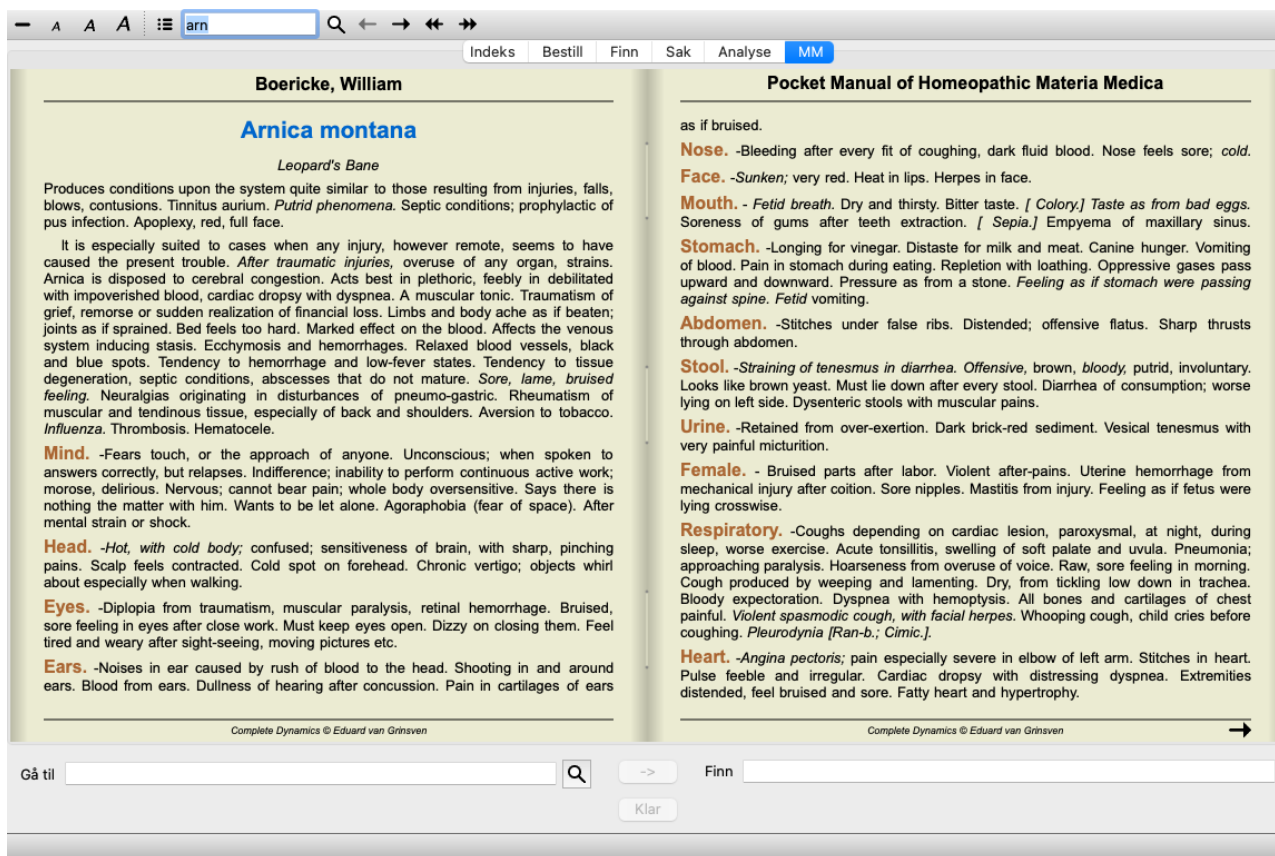 A A A arn
Indeks Bestill Finn Sak Analyse MM
Boericke, William
Arnica montana
Leopard's Bane
Produces conditions upon the system quite similar to those resulting from injuries, falls,
blows, contusions. Tinnitus aurium. Putrid phenomena. Septic conditions; prophylactic of
pus infection. Apoplexy, red, full face.
It is especially suited to cases when any injury, however remote, seems to have
caused the present trouble. After traumatic injuries, overuse of any organ, strains.
Arnica is disposed to cerebral congestion. Acts best in plethoric, feebly in debilitated
with impoverished blood, cardiac dropsy with dyspnea. A muscular tonic. Traumatism of
grief, remorse or sudden realization of financial loss. Limbs and body ache as if beaten;
joints as if sprained. Bed feels too hard. Marked effect on the blood. Affects the venous
system inducing stasis. Ecchymosis and hemorrhages. Relaxed blood vessels, black
and blue spots. Tendency to hemorrhage and low-fever states. Tendency to tissue
degeneration, septic conditions, abscesses that do not mature. Sore, lame, bruised
feeling. Neuralgias originating in disturbances of pneumo-gastric. Rheumatism of
muscular and tendinous tissue, especially of back and shoulders. Aversion to tobacco.
Influenza. Thrombosis. Hematocele.
Mind. -Fears touch, or the approach of anyone. Unconscious; when spoken to
answers correctly, but relapses. Indifference; inability to perform continuous active work;
morose, delirious. Nervous; cannot bear pain; whole body oversensitive. Says there is
nothing the matter with him. Wants to be let alone. Agoraphobia (fear of space). After
mental strain or shock.
Head. -Hot, with cold body; confused; sensitiveness of brain, with sharp, pinching
pains. Scalp feels contracted. Cold spot on forehead. Chronic vertigo; objects whirl
about especially when walking.
Eyes. -Diplopia from traumatism, muscular paralysis, retinal hemorrhage. Bruised,
sore feeling in eyes after close work. Must keep eyes open. Dizzy on closing them. Feel
tired and weary after sight-seeing, moving pictures etc.
Ears. -Noises in ear caused by rush of blood to the head. Shooting in and around
ears. Blood from ears. Dullness of hearing after concussion. Pain in cartilages of ears
Complete Dynamics © Eduard van Grinsven
Pocket Manual of Homeopathic Materia Medica
as if bruised.
Nose. -Bleeding after every fit of coughing, dark fluid blood. Nose feels sore; cold.
Face. -Sunken; very red. Heat in lips. Herpes in face.
Mouth. - Fetid breath. Dry and thirsty. Bitter taste. [ Colory.] Taste as from bad eggs.
Soreness of gums after teeth extraction. [ Sepia.] Empyema of maxillary sinus.
Stomach. -Longing for vinegar. Distaste for milk and meat. Canine hunger. Vomiting
of blood. Pain in stomach during eating. Repletion with loathing. Oppressive gases pass
upward and downward. Pressure as from a stone. Feeling as if stomach were passing
against spine. Fetid vomiting.
Abdomen. -Stitches under false ribs. Distended; offensive flatus. Sharp thrusts
through abdomen.
Stool. -Straining of tenesmus in diarrhea. Offensive, brown, bloody, putrid, involuntary.
Looks like brown yeast. Must lie down after every stool. Diarrhea of consumption; worse
lying on left side. Dysenteric stools with muscular pains.
Urine. -Retained from over-exertion. Dark brick-red sediment. Vesical tenesmus with
very painful micturition.
Female. - Bruised parts after labor. Violent after-pains. Uterine hemorrhage from
mechanical injury after coition. Sore nipples. Mastitis from injury. Feeling as if fetus were
lying crosswise.
Respiratory. -Coughs depending on cardiac lesion, paroxysmal, at night, during
sleep, worse exercise. Acute tonsillitis, swelling of soft palate and uvula. Pneumonia;
approaching paralysis. Hoarseness from overuse of voice. Raw, sore feeling in morning.
Cough produced by weeping and lamenting. Dry, from tickling low down in trachea.
Bloody expectoration. Dyspnea with hemoptysis. All bones and cartilages of chest
painful. Violent spasmodic cough, with facial herpes. Whooping cough, child cries before
coughing. Pleurodynia [Ran-b.; Cimic.].
Heart. -Angina pectoris; pain especially severe in elbow of left arm. Stitches in heart.
Pulse feeble and irregular. Cardiac dropsy with distressing dyspnea. Extremities
distended, feel bruised and sore. Fatty heart and hypertrophy.
Complete Dynamics © Eduard van Grinsven
Gå til -> Finn
Klar